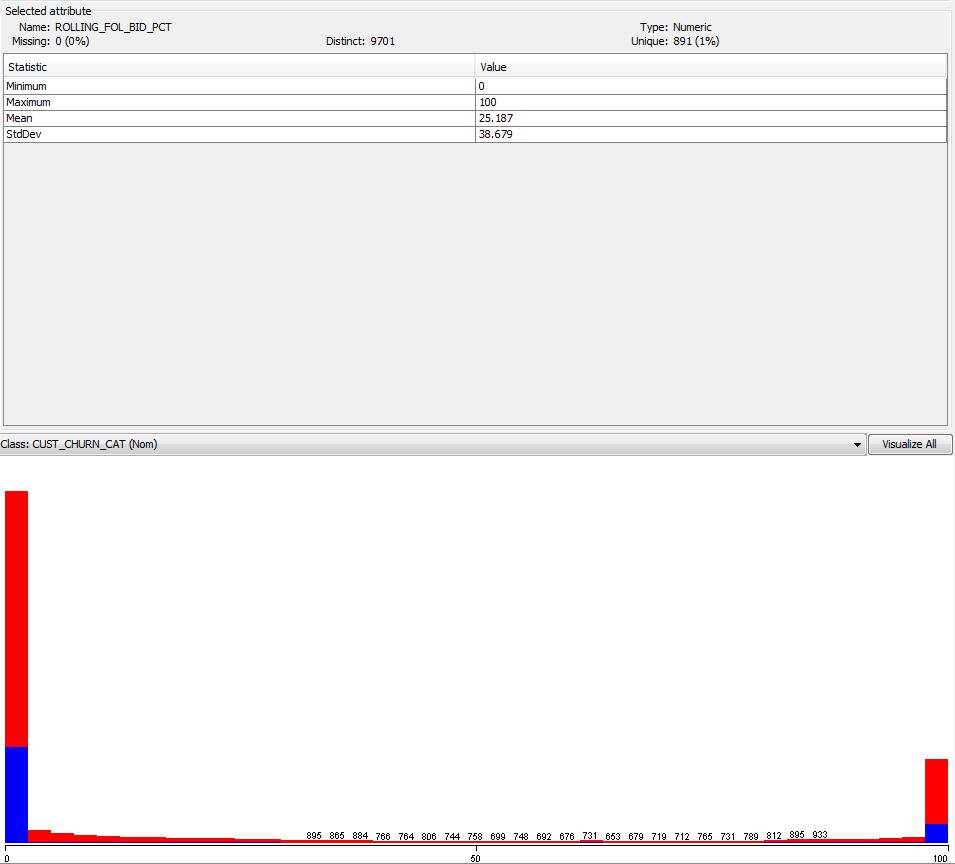 Selected attribute
Name: ROLLING_FOL_BID_PCT Type: Numeric
Missing: 0 (0%) Distinct: 9701 Unique: 891 (1%)
Statistic Value
Minimum 0
Maximum 100
Mean 25.187
StdDev 38.679
Class: CUST_CHURN_CAT (Nom) Visualize All
895 865 884 766 764 806 744 758 699 748 692 676 731 653 679 719 712 765 731 789 812 895 933
0 50 100